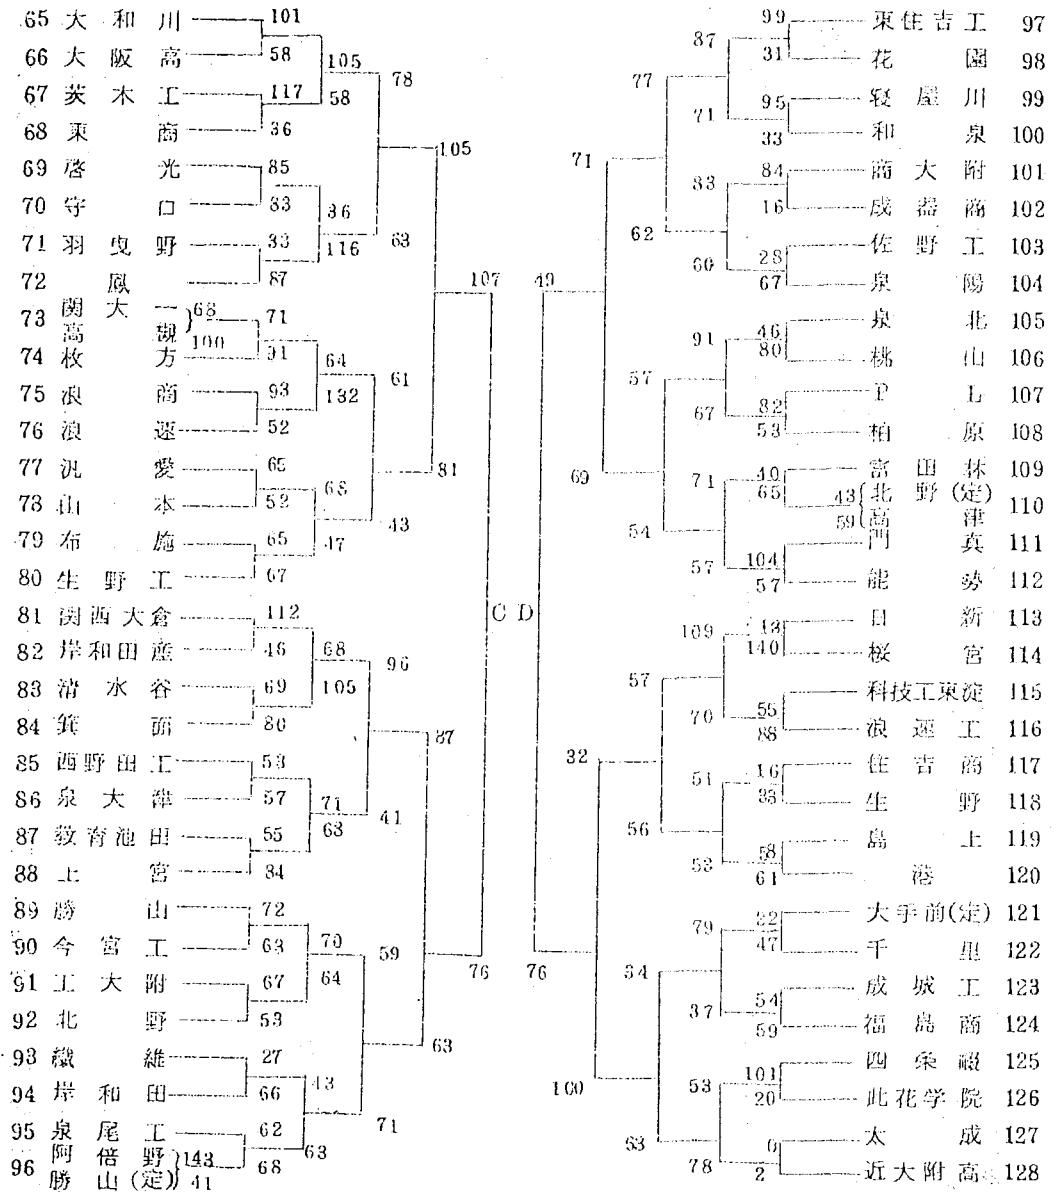 65 大和川 101
66 大阪高 58
105
67 茨木工 117
58
68 東商 36
78
69 啓光 85
70 守口 33
36
71 羽曳野 33
116
72 鳳 87
63
105
73 関大一 68
高槻 100
71
74 枚方 91
64
75 浪商 93
132
76 浪速 52
61
77 汎愛 65
78 山本 52
68
79 布施 65
47
80 生野工 67
43
81
107
81 関西大倉 112
82 岸和田産 46
68
83 清水谷 69
105
84 箕面 80
96
85 西野田工 53
86 泉大津 57
71
87 教育池田 55
63
88 上宮 84
41
87
89 勝山 72
90 今宮工 63
70
91 工大附 67
64
92 北野 53
59
93 繊維 27
94 岸和田 66
43
95 泉尾工 62
63
96 阿倍野 143
勝山(定) 41
68
71
63
76
C D
99 東住吉工 97
31 花園 98
87
95 寝屋川 99
71
33 和泉 100
77
84 商大附 101
16 成器商 102
83
28 佐野工 103
60
67 泉陽 104
62
71
46 泉北 105
80 桃山 106
91
82 PL 107
67
53 柏原 108
57
40 富田林 109
65
43 北野(定) 110
59 高津
71
104 門真 111
57
57 能勢 112
54
69
49
13 日新 113
140 桜宮 114
109
55 科技工東淀 115
70
88 浪速工 116
57
16 住吉商 117
33 生野 118
51
58 島上 119
53
61 港 120
56
32
22 大手前(定) 121
47 千里 122
79
54 成城工 123
37
59 福島商 124
34
101 四条畷 125
20 此花学院 126
53
0 太成 127
78
2 近大附高 128
63
100
76